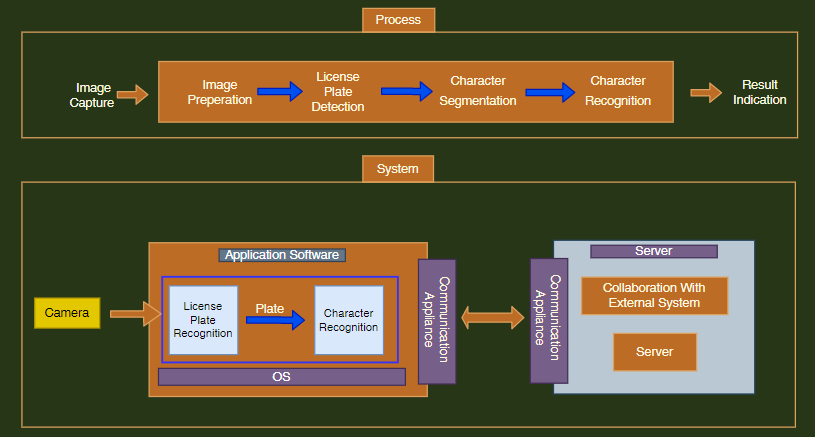 Process
Image
Capture
Image
Preperation
License
Plate
Detection
Character
Segmentation
Character
Recognition
Result
Indication
System
Camera
Application Software
License
Plate
Recognition
Plate
Character
Recognition
OS
Communication
Appliance
Communication
Appliance
Server
Collaboration With
External System
Server